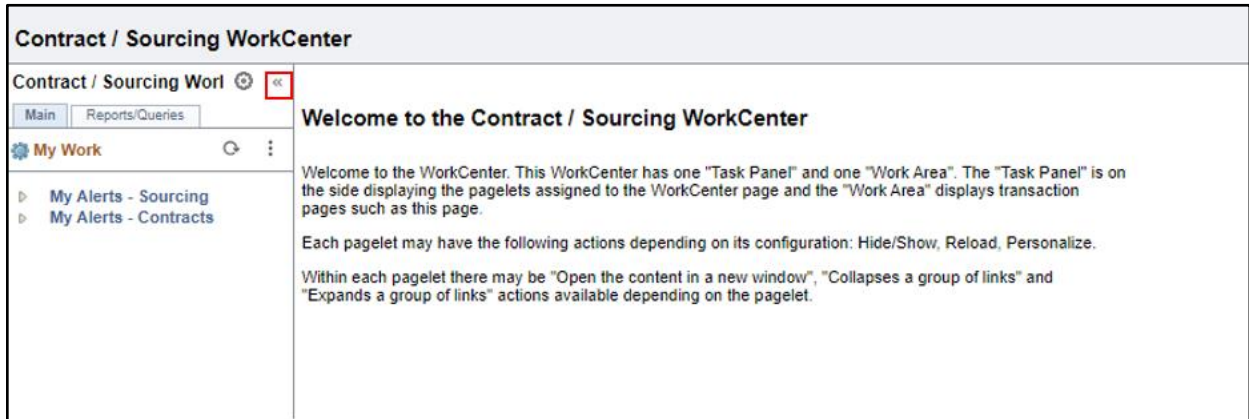 Contract / Sourcing WorkCenter
Contract / Sourcing Worl
«
Main
Reports/Queries
My Work
My Alerts - Sourcing
My Alerts - Contracts
Welcome to the Contract / Sourcing WorkCenter
Welcome to the WorkCenter. This WorkCenter has one "Task Panel" and one "Work Area". The "Task Panel" is on
the side displaying the pagelets assigned to the WorkCenter page and the "Work Area" displays transaction
pages such as this page.
Each pagelet may have the following actions depending on its configuration: Hide/Show, Reload, Personalize.
Within each pagelet there may be "Open the content in a new window", "Collapses a group of links" and
"Expands a group of links" actions available depending on the pagelet.